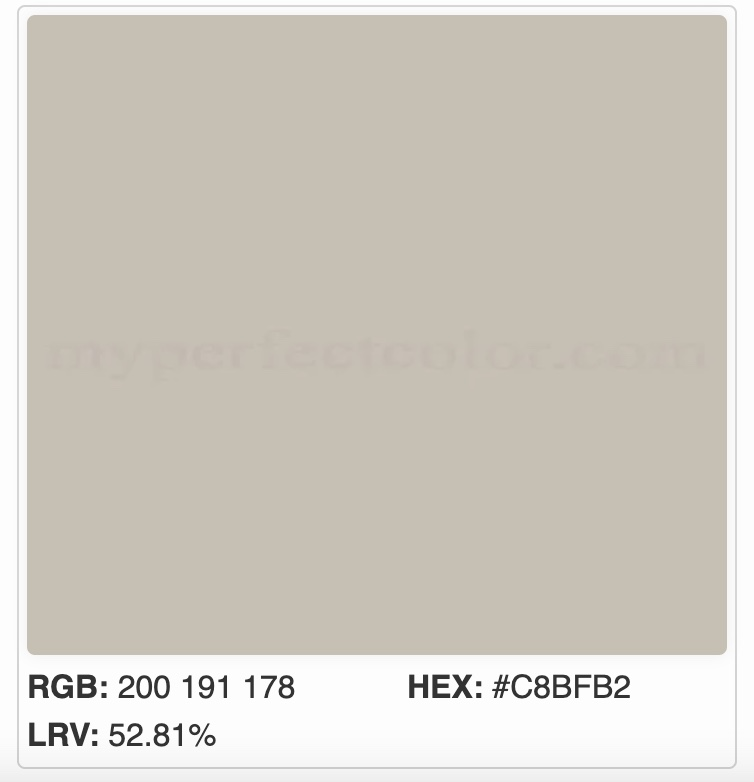 myperfectcolor.com
RGB: 200 191 178 HEX: #C8BFB2
LRV: 52.81%